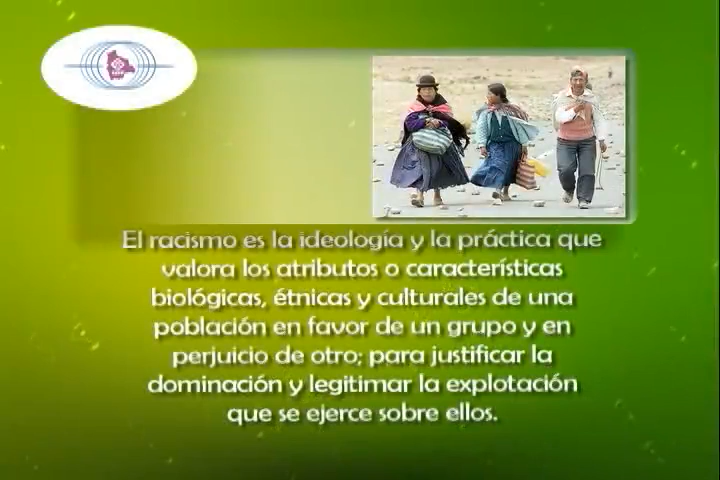 El racismo es la ideología y la práctica que
valora los atributos o características
biológicas, étnicas y culturales de una
población en favor de un grupo y en
perjuicio de otro; para justificar la
dominación y legitimar la explotación
que se ejerce sobre ellos.